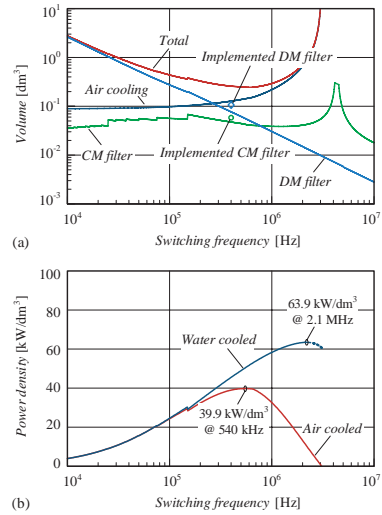 10^1
Total
Implemented DM filter
10^0
Air cooling
10^-1
10^-2
CM filter
Implemented CM filter
DM filter
10^-3
Volume [dm^3]
10^4
10^5
10^6
10^7
(a)
Switching frequency [Hz]
100
80
63.9 kW/dm^3
@ 2.1 MHz
Water cooled
60
40
39.9 kW/dm^3
@ 540 kHz
20
Air cooled
0
Power density [kW/dm^3]
10^4
10^5
10^6
10^7
(b)
Switching frequency [Hz]